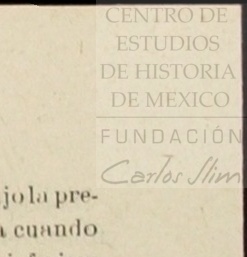 CENTRO DE
ESTUDIOS
DE HISTORIA
DE MEXICO
FUNDACIÓN
Carlos Slim
jo la pre-
a cuando